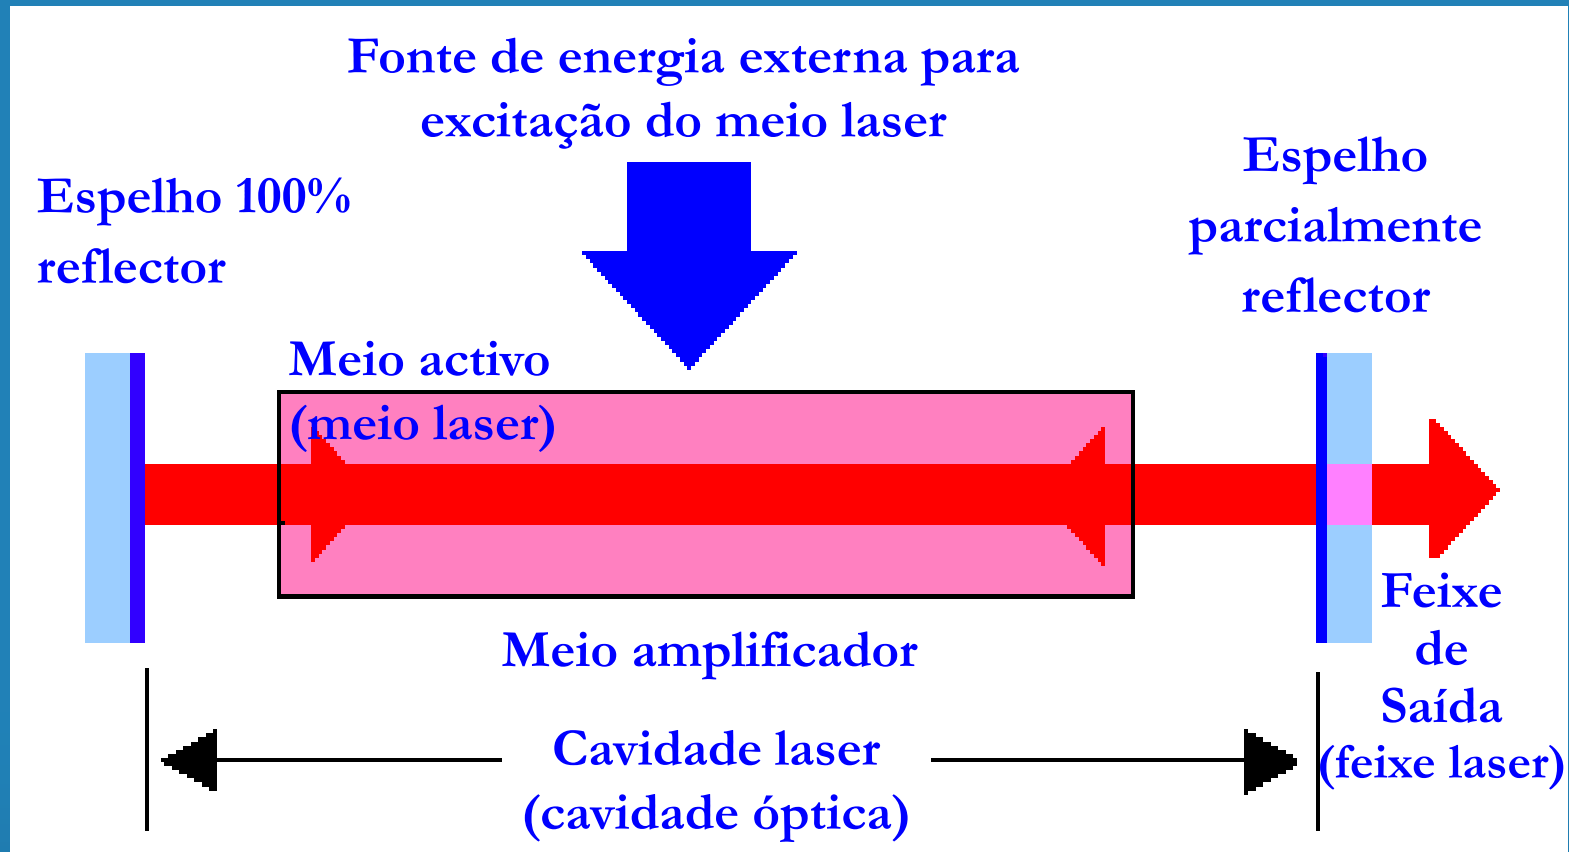 Fonte de energia externa para
excitação do meio laser
Espelho 100%
reflector
Espelho
parcialmente
reflector
Meio activo
(meio laser)
Meio amplificador
Feixe
de
Saída
(feixe laser)
Cavidade laser
(cavidade óptica)